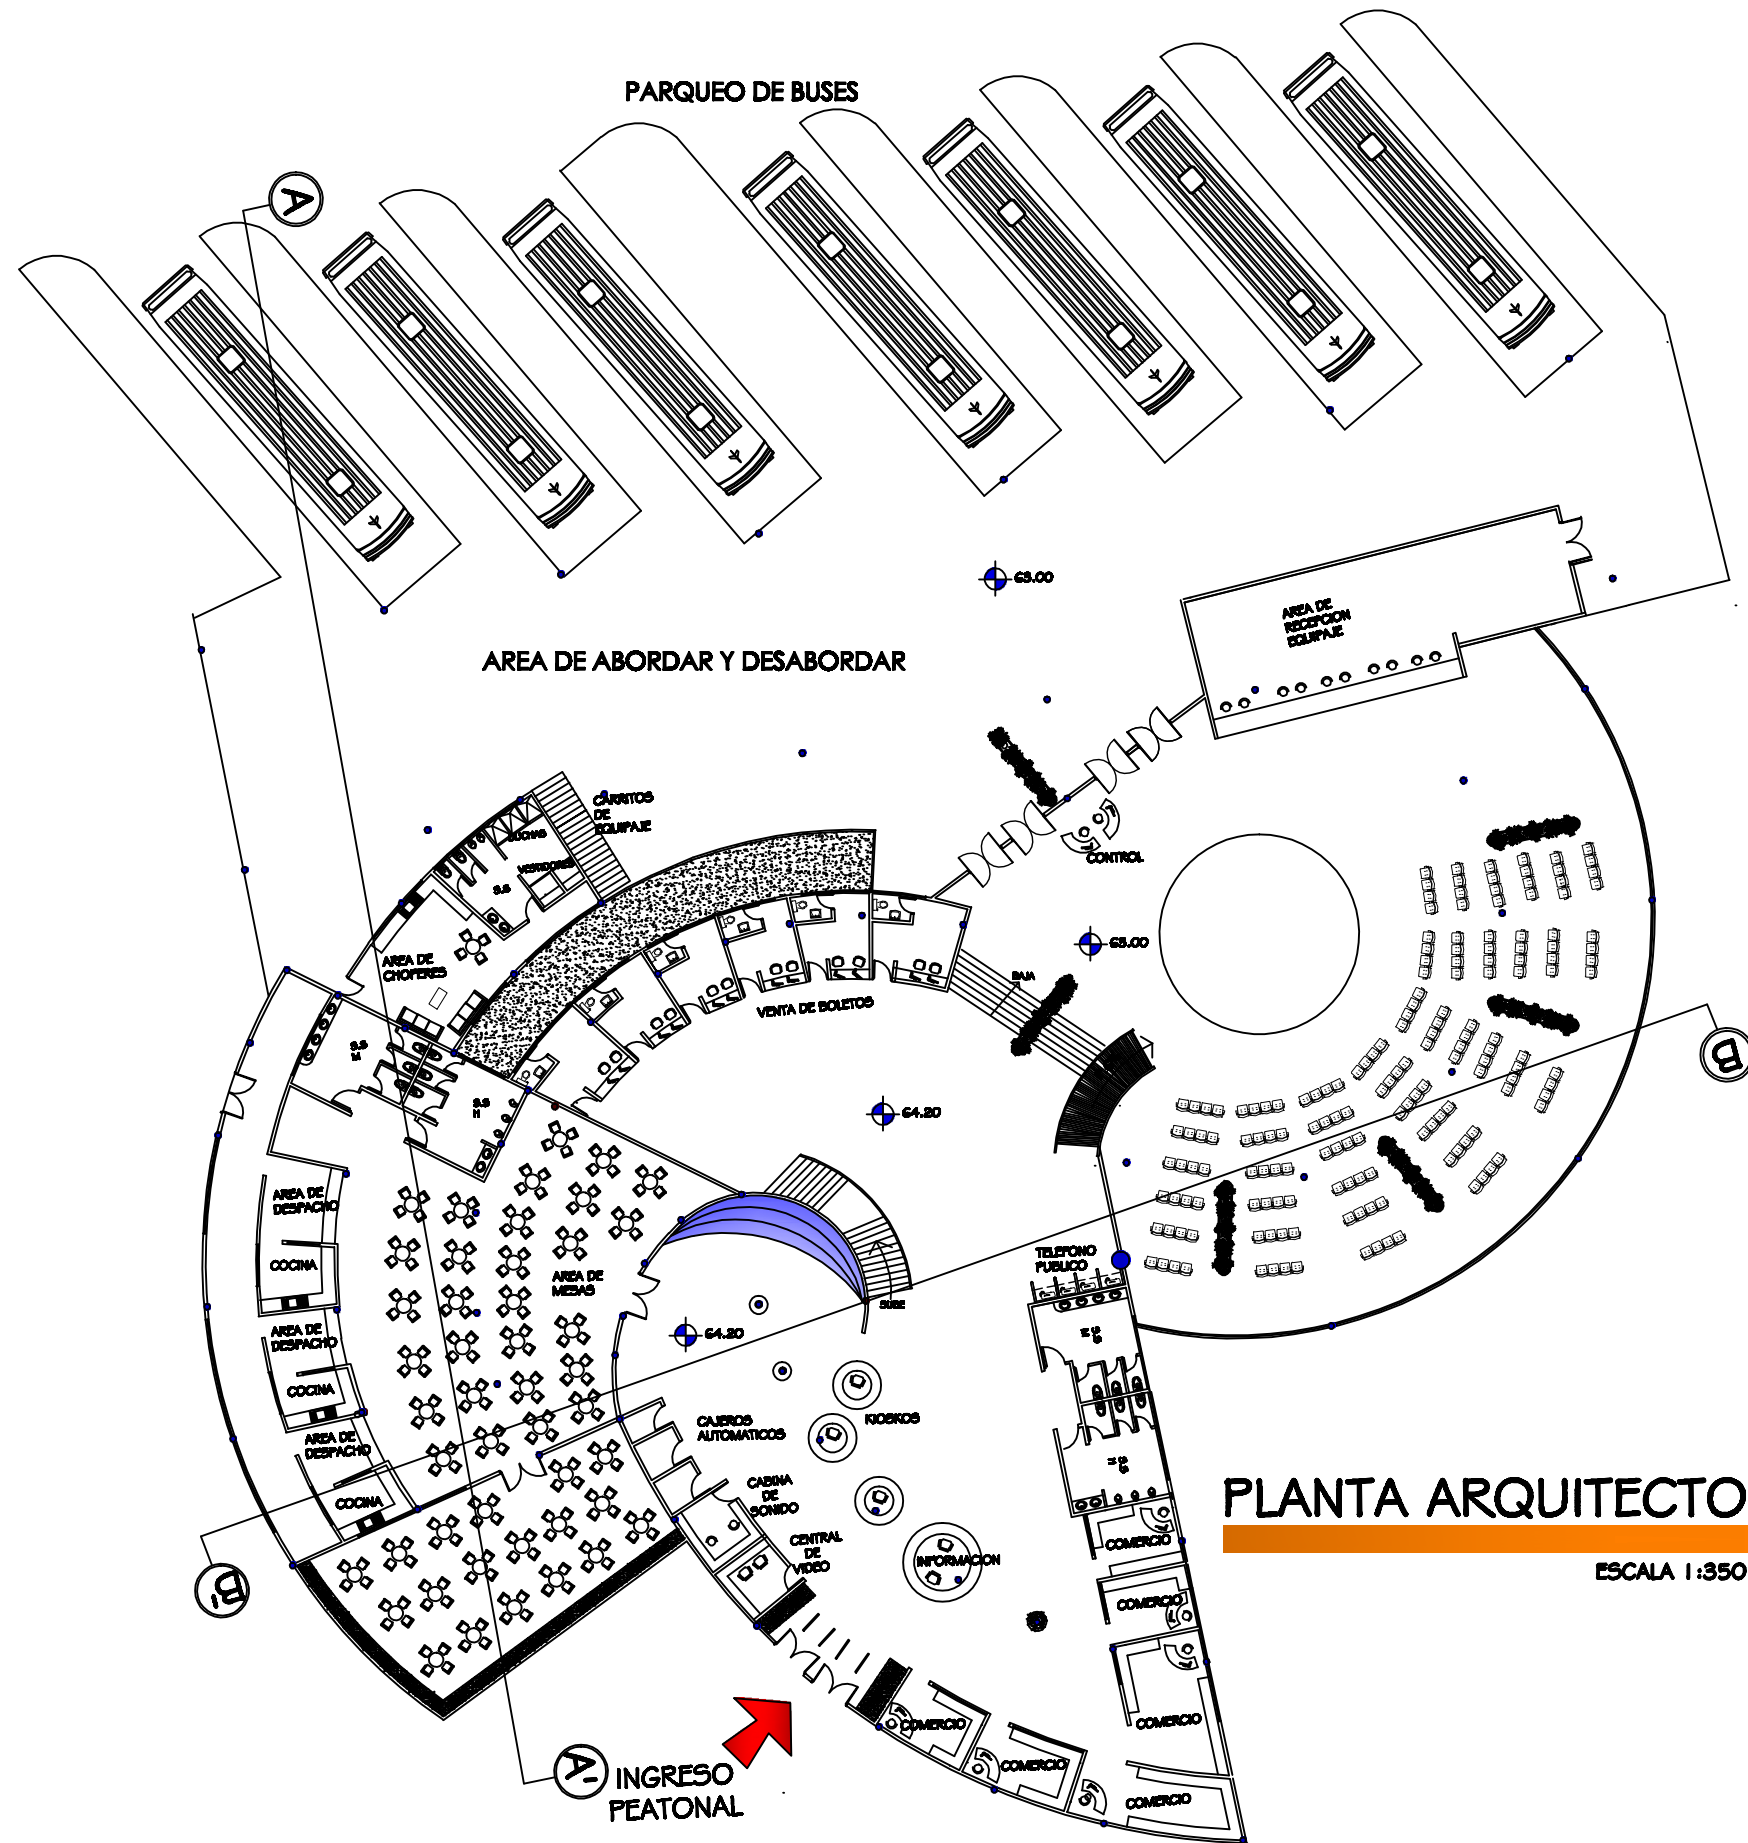 PARQUEO DE BUSES
A
63.00
AREA DE
RECEPCION
EQUIPAJE
AREA DE ABORDAR Y DESABORDAR
CARRITOS
DE
EQUIPAJE
DUCHAS
VESTIDORES
S.S
CONTROL
AREA DE
CHOFERES
63.00
BAJA
VENTA DE BOLETOS
S.S
M
S.S
H
64.20
B
AREA DE
DESPACHO
COCINA
AREA DE
MESAS
TELEFONO
PUBLICO
SUBE
AREA DE
DESPACHO
64.20
S.S
M
COCINA
KIOSKOS
CAJEROS
AUTOMATICOS
AREA DE
DESPACHO
S.S
H
CABINA
DE
SONIDO
COCINA
PLANTA ARQUITECTO
CENTRAL
DE
VIDEO
COMERCIO
INFORMACION
ESCALA 1:350
B'
COMERCIO
COMERCIO
COMERCIO
COMERCIO
COMERCIO
A'
INGRESO
PEATONAL